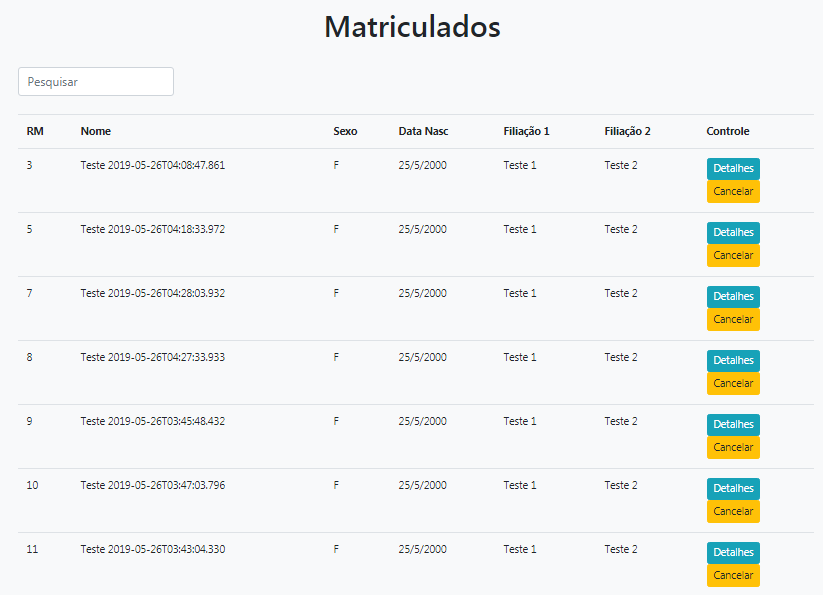 Matriculados
Pesquisar
RM Nome Sexo Data Nasc Filiação 1 Filiação 2 Controle
3 Teste 2019-05-26T04:08:47.861 F 25/5/2000 Teste 1 Teste 2 Detalhes
Cancelar
5 Teste 2019-05-26T04:18:33.972 F 25/5/2000 Teste 1 Teste 2 Detalhes
Cancelar
7 Teste 2019-05-26T04:28:03.932 F 25/5/2000 Teste 1 Teste 2 Detalhes
Cancelar
8 Teste 2019-05-26T04:27:33.933 F 25/5/2000 Teste 1 Teste 2 Detalhes
Cancelar
9 Teste 2019-05-26T03:45:48.432 F 25/5/2000 Teste 1 Teste 2 Detalhes
Cancelar
10 Teste 2019-05-26T03:47:03.796 F 25/5/2000 Teste 1 Teste 2 Detalhes
Cancelar
11 Teste 2019-05-26T03:43:04.330 F 25/5/2000 Teste 1 Teste 2 Detalhes
Cancelar